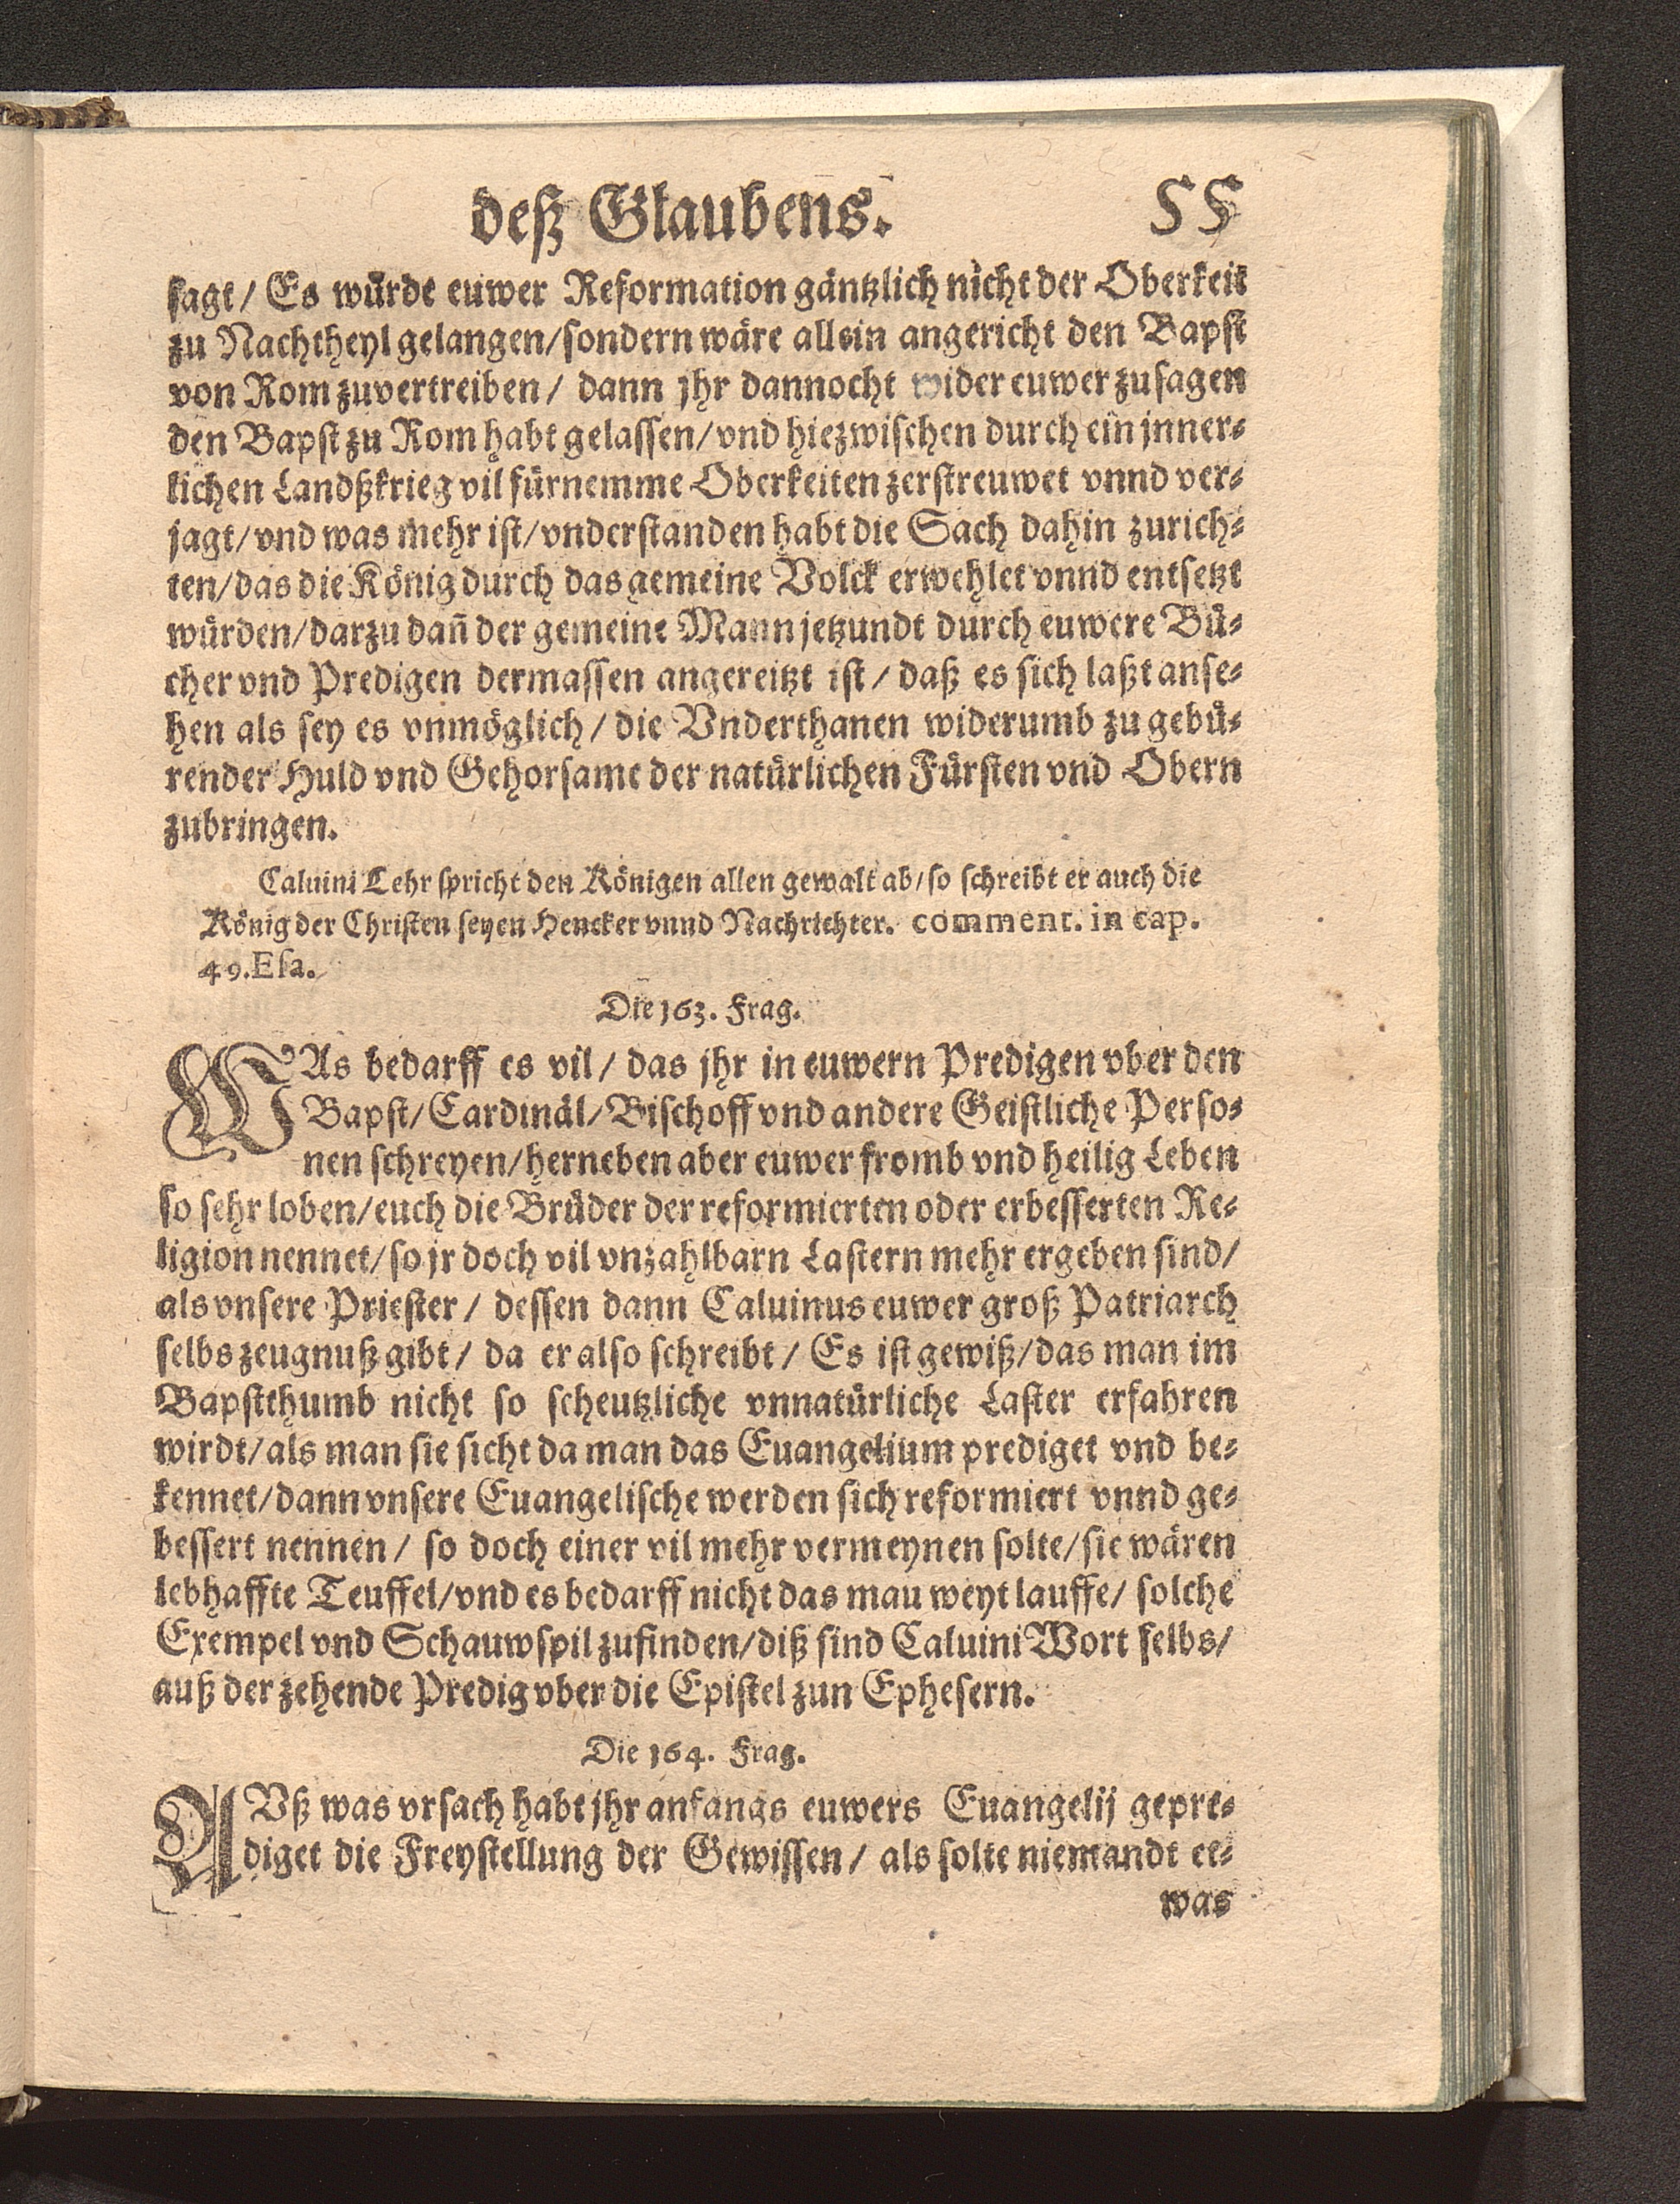 deß Glaubens. 55
sagt/ Es wůrde euwer Reformation gäntzlich nicht der Oberkeit
zu Nachtheyl gelangen/sondern wäre allein angericht den Bapst
von Rom zuvertreiben/ dann jhr dannocht wider euwer zusagen
den Bapst zu Rom habt gelassen/vnd hiezwischen durch ein jnner⸗
lichen Landßkrieg vil fürnemme Oberkeiten zerstreuwet vnnd ver⸗
jagt/vnd was mehr ist/vnderstanden habt die Sach dahin zurich⸗
ten/das die König durch das gemeine Volck erwehlet vnnd entsetzt
würden/darzu dañ der gemeine Mann jetzundt durch euwere Bů⸗
cher vnd Predigen dermassen angereitzt ist/ daß es sich laßt anse⸗
hen als sey es vnmöglich/ die Vnderthanen widerumb zu gebů⸗
render Huld vnd Gehorsame der natürlichen Fürsten vnd Obern
zubringen.
Caluini Lehr spricht den Königen allen gewalt ab/so schreibt er auch die
König der Christen seyen Hencker vnnd Nachrichter. comment. in cap.
49.Esa.
Die 163. Frag.
WAs bedarff es vil/ das jhr in euwern Predigen vber den
Bapst/Cardinäl/Bischoff vnd andere Geistliche Perso⸗
nen schreyen/herneben aber euwer fromb vnd heilig Leben
so sehr loben/euch die Brůder der reformierten oder erbesserten Re⸗
ligion nennet/so jr doch vil vnzahlbarn Lastern mehr ergeben sind/
als vnsere Priester/ dessen dann Caluinus euwer groß Patriarch
selbs zeugnuß gibt/ da er also schreibt/ Es ist gewiß/das man im
Bapstthumb nicht so scheutzliche vnnatürliche Laster erfahren
wirdt/als man sie sicht da man das Euangelium prediget vnd be⸗
kennet/dann vnsere Euangelische werden sich reformiert vnnd ge⸗
bessert nennen/ so doch einer vil mehr vermeynen solte/sie wären
lebhaffte Teuffel/vnd es bedarff nicht das mau weyt lauffe/ solche
Exempel vnd Schauwspil zufinden/diß sind Caluini Wort selbs/
auß der zehende Predig vber die Epistel zun Ephesern.
Die 164. Frag.
AVß was vrsach habt jhr anfangs euwers Euangelij gepre⸗
diget die Freystellung der Gewissen/ als solte niemandt et⸗
was